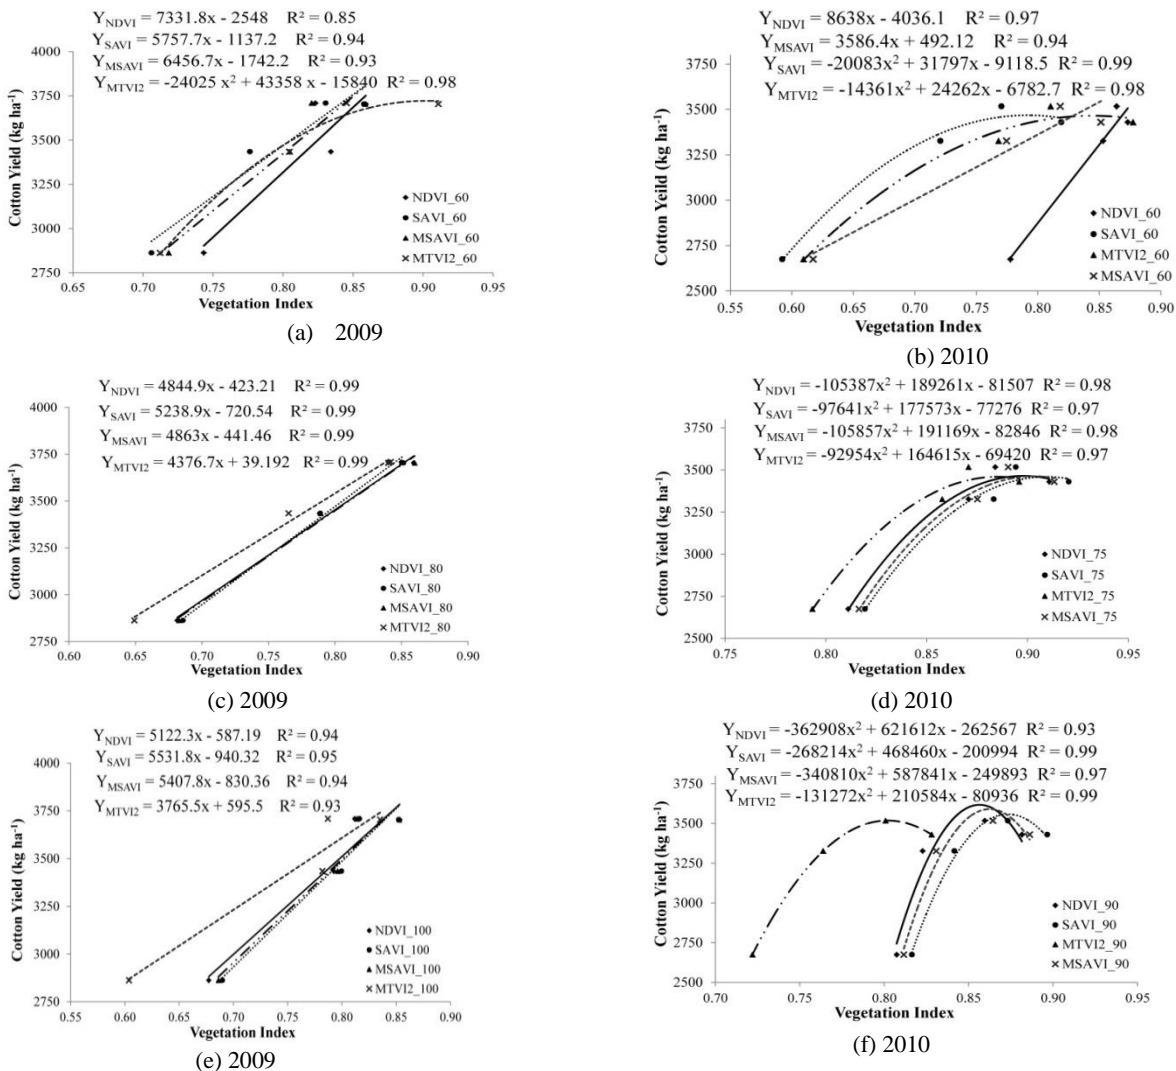 Y_NDVI = 7331.8x - 2548 R² = 0.85
Y_SAVI = 5757.7x - 1137.2 R² = 0.94
Y_MSAVI = 6456.7x - 1742.2 R² = 0.93
Y_MTVI2 = -24025 x² + 43358 x - 15840 R² = 0.98
Cotton Yield (kg ha⁻¹)
4000
3750
3500
3250
3000
2750
NDVI_60
SAVI_60
MSAVI_60
MTVI2_60
0.65 0.70 0.75 0.80 0.85 0.90 0.95
Vegetation Index
(a) 2009
Y_NDVI = 8638x - 4036.1 R² = 0.97
Y_MSAVI = 3586.4x + 492.12 R² = 0.94
Y_SAVI = -20083x² + 31797x - 9118.5 R² = 0.99
Y_MTVI2 = -14361x² + 24262x - 6782.7 R² = 0.98
Cotton Yeild (kg ha⁻¹)
3750
3500
3250
3000
2750
2500
NDVI_60
SAVI_60
MTVI2_60
MSAVI_60
0.55 0.60 0.65 0.70 0.75 0.80 0.85 0.90
Vegetation Index
(b) 2010
Y_NDVI = 4844.9x - 423.21 R² = 0.99
Y_SAVI = 5238.9x - 720.54 R² = 0.99
Y_MSAVI = 4863x - 441.46 R² = 0.99
Y_MTVI2 = 4376.7x + 39.192 R² = 0.99
Cotton Yield (kg ha⁻¹)
4000
3750
3500
3250
3000
2750
NDVI_80
SAVI_80
MSAVI_80
MTVI2_80
0.60 0.65 0.70 0.75 0.80 0.85 0.90
Vegetation Index
(c) 2009
Y_NDVI = -105387x² + 189261x - 81507 R² = 0.98
Y_SAVI = -97641x² + 177573x - 77276 R² = 0.97
Y_MSAVI = -105857x² + 191169x - 82846 R² = 0.98
Y_MTVI2 = -92954x² + 164615x - 69420 R² = 0.97
Cotton Yield (kg ha⁻¹)
3750
3500
3250
3000
2750
2500
NDVI_75
SAVI_75
MTVI2_75
MSAVI_75
0.75 0.80 0.85 0.90 0.95
Vegetation Index
(d) 2010
Y_NDVI = 5122.3x - 587.19 R² = 0.94
Y_SAVI = 5531.8x - 940.32 R² = 0.95
Y_MSAVI = 5407.8x - 830.36 R² = 0.94
Y_MTVI2 = 3765.5x + 595.5 R² = 0.93
Cotton Yield (kg ha⁻¹)
4000
3750
3500
3250
3000
2750
NDVI_100
SAVI_100
MSAVI_100
MTVI2_100
0.55 0.60 0.65 0.70 0.75 0.80 0.85 0.90
Vegetation Index
(e) 2009
Y_NDVI = -362908x² + 621612x - 262567 R² = 0.93
Y_SAVI = -268214x² + 468460x - 200994 R² = 0.99
Y_MSAVI = -340810x² + 587841x - 249893 R² = 0.97
Y_MTVI2 = -131272x² + 210584x - 80936 R² = 0.99
Cotton Yield (kg ha⁻¹)
3750
3500
3250
3000
2750
2500
NDVI_90
SAVI_90
MTVI2_90
MSAVI_90
0.70 0.80 0.85 0.90 0.95
Vegetation Index
(f) 2010